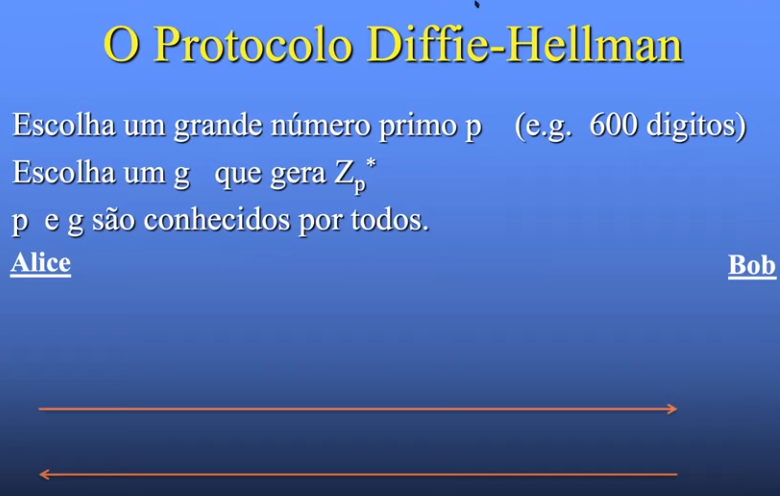 O Protocolo Diffie-Hellman
Escolha um grande número primo p (e.g. 600 digitos)
Escolha um g que gera Zp*
p e g são conhecidos por todos.
Alice
Bob